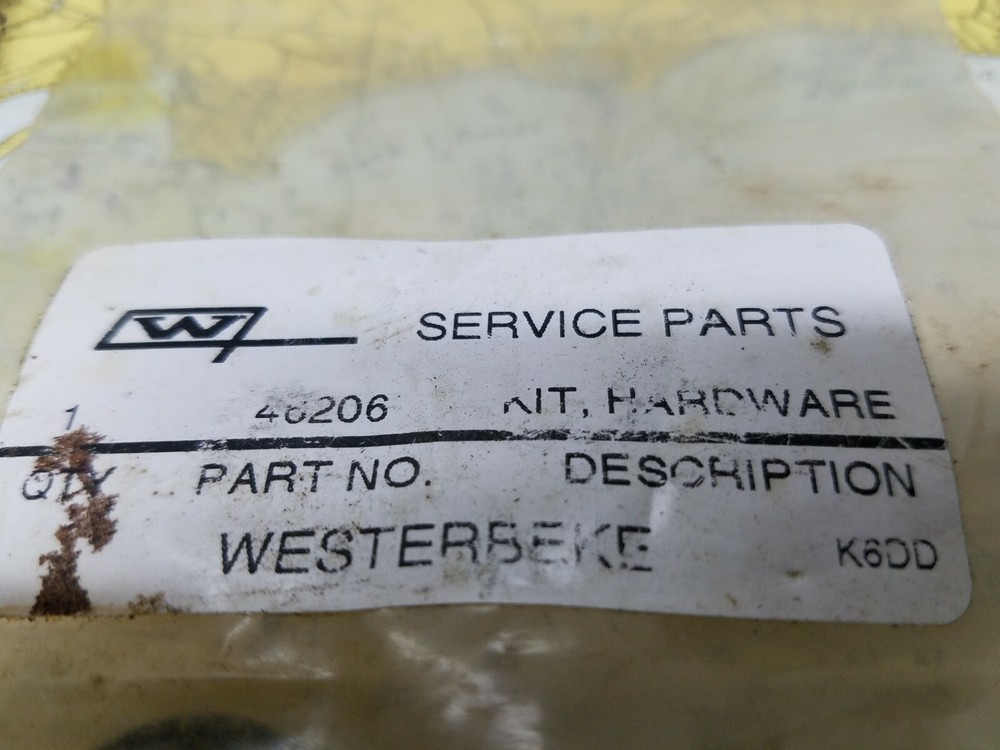 W SERVICE PARTS
1 46206 KIT, HARDWARE
QTY PART NO. DESCRIPTION
WESTERBEKE K6DD